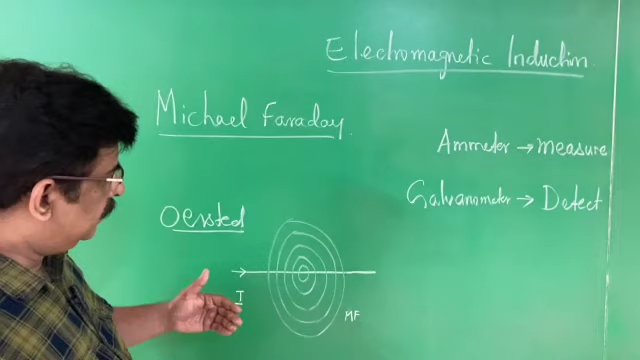 Electromagnetic Induction.
Michael Faraday.
Ammeter → measure
Galvanometer → Detect
Oersted
I
MF